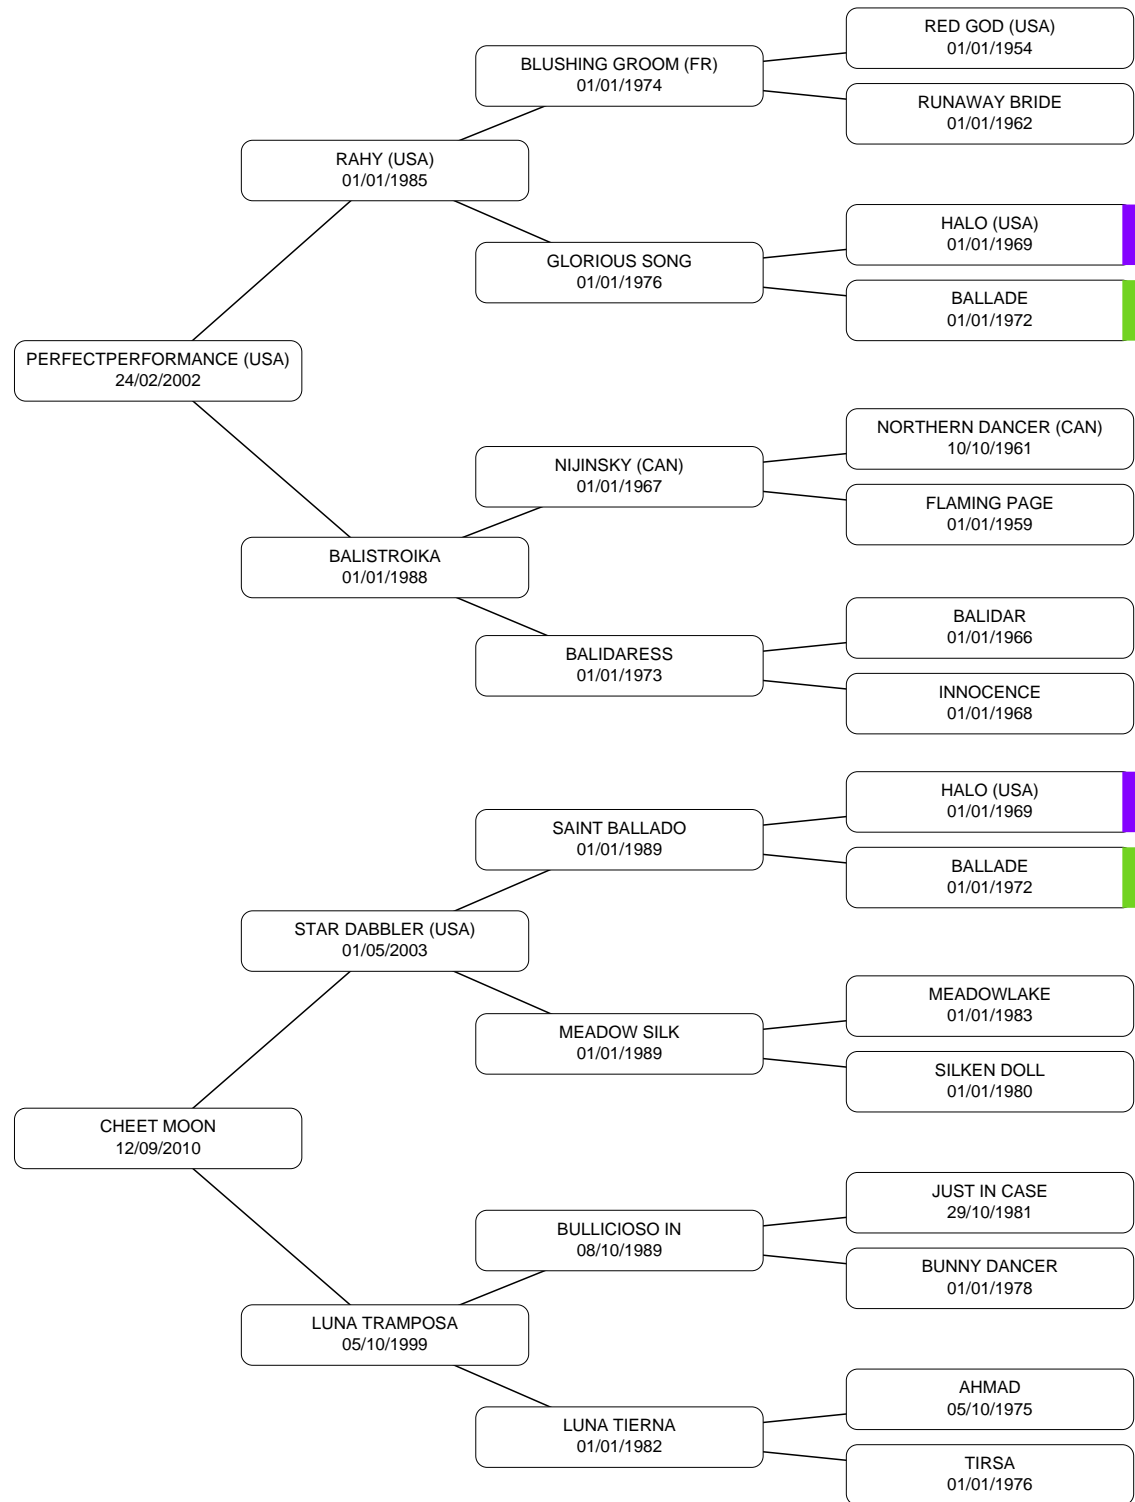 RED GOD (USA)
01/01/1954
BLUSHING GROOM (FR)
01/01/1974
RUNAWAY BRIDE
01/01/1962
RAHY (USA)
01/01/1985
HALO (USA)
01/01/1969
GLORIOUS SONG
01/01/1976
BALLADE
01/01/1972
PERFECTPERFORMANCE (USA)
24/02/2002
NORTHERN DANCER (CAN)
10/10/1961
NIJINSKY (CAN)
01/01/1967
FLAMING PAGE
01/01/1959
BALISTROIKA
01/01/1988
BALIDAR
01/01/1966
BALIDARESS
01/01/1973
INNOCENCE
01/01/1968
HALO (USA)
01/01/1969
SAINT BALLADO
01/01/1989
BALLADE
01/01/1972
STAR DABBLER (USA)
01/05/2003
MEADOWLAKE
01/01/1983
MEADOW SILK
01/01/1989
SILKEN DOLL
01/01/1980
CHEET MOON
12/09/2010
JUST IN CASE
29/10/1981
BULLICIOSO IN
08/10/1989
BUNNY DANCER
01/01/1978
LUNA TRAMPOSA
05/10/1999
AHMAD
05/10/1975
LUNA TIERNA
01/01/1982
TIRSA
01/01/1976